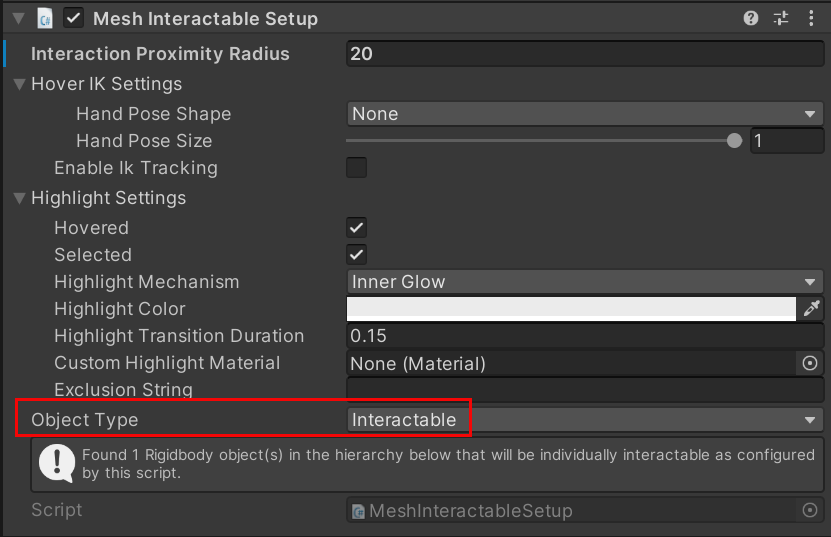 Mesh Interactable Setup
Interaction Proximity Radius 20
Hover IK Settings
Hand Pose Shape None
Hand Pose Size 1
Enable Ik Tracking
Highlight Settings
Hovered
Selected
Highlight Mechanism Inner Glow
Highlight Color
Highlight Transition Duration 0.15
Custom Highlight Material None (Material)
Exclusion String
Object Type Interactable
Found 1 Rigidbody object(s) in the hierarchy below that will be individually interactable as configured
by this script.
Script MeshInteractableSetup